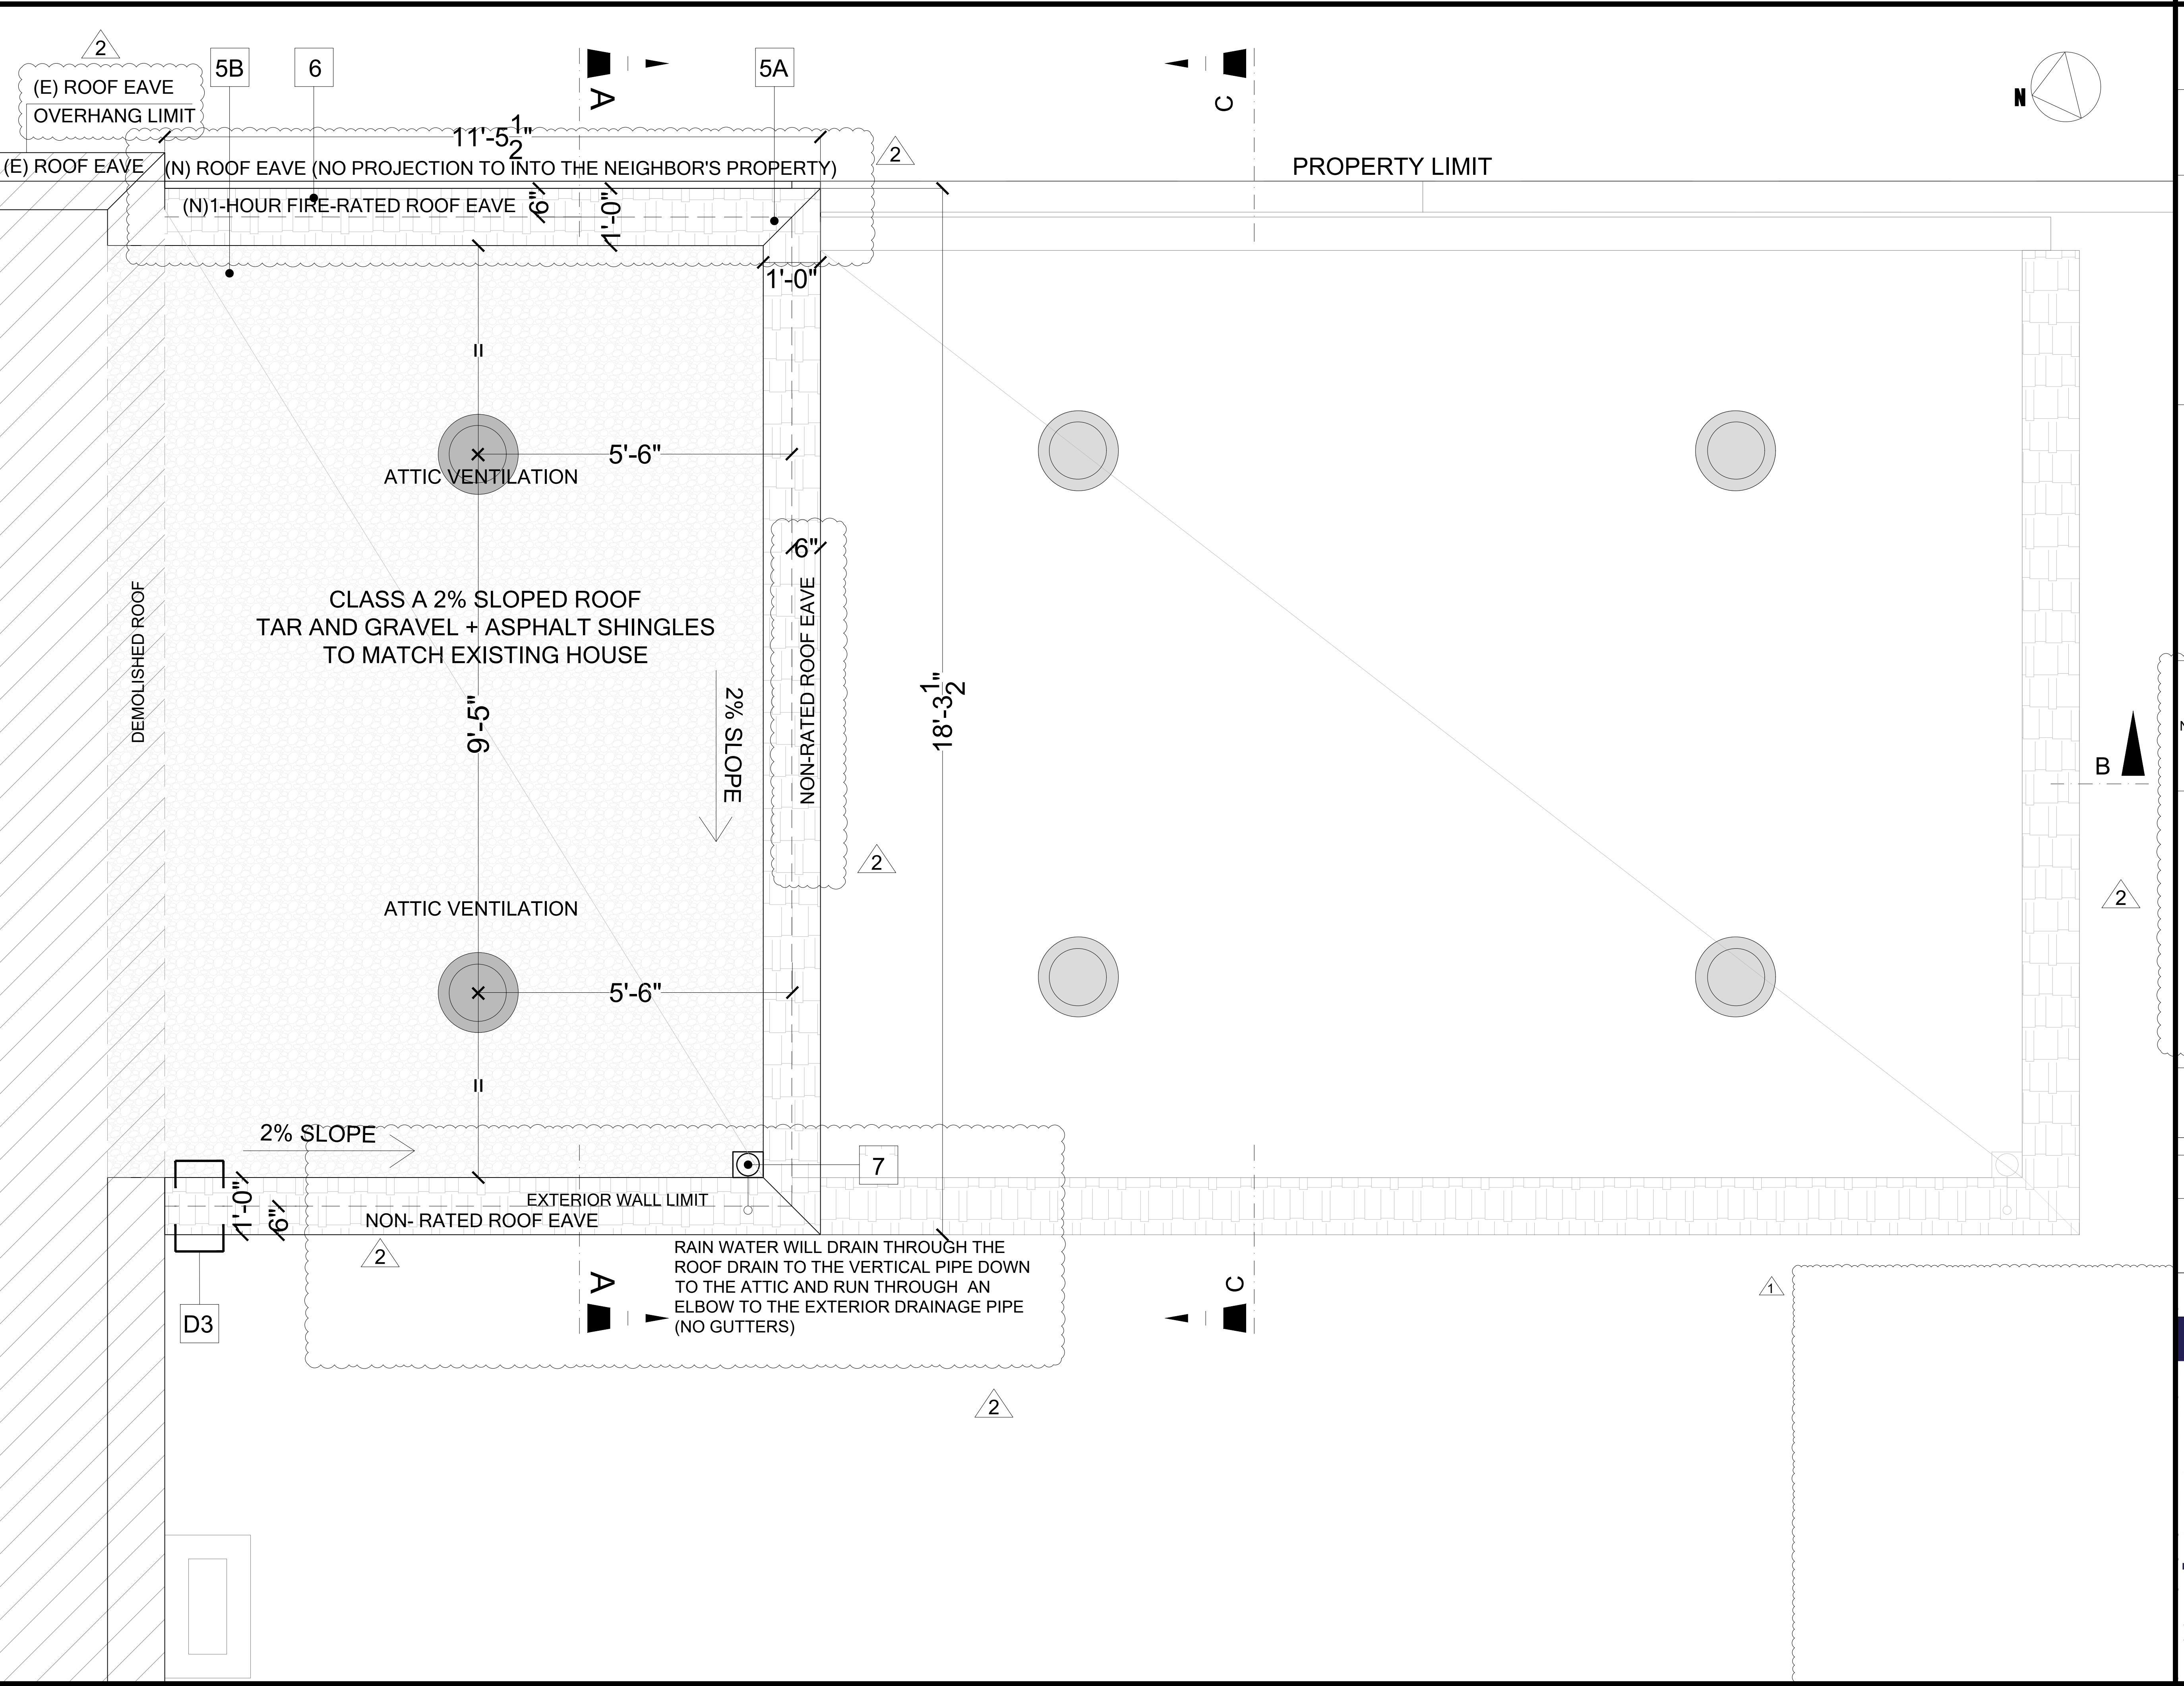 2
5B
6
A
5A
C
N
(E) ROOF EAVE
OVERHANG LIMIT
11'-5 1/2"
2
(E) ROOF EAVE
(N) ROOF EAVE (NO PROJECTION TO INTO THE NEIGHBOR'S PROPERTY)
PROPERTY LIMIT
(N)1-HOUR FIRE-RATED ROOF EAVE
6"
1'-0"
1'-0"
=
5'-6"
ATTIC VENTILATION
6"
NON-RATED ROOF EAVE
DEMOLISHED ROOF
CLASS A 2% SLOPED ROOF
TAR AND GRAVEL + ASPHALT SHINGLES
TO MATCH EXISTING HOUSE
9'-5"
2% SLOPE
18'-3 1/2"
B
2
2
ATTIC VENTILATION
5'-6"
=
2% SLOPE
7
1'-0"
6"
EXTERIOR WALL LIMIT
NON- RATED ROOF EAVE
2
RAIN WATER WILL DRAIN THROUGH THE
ROOF DRAIN TO THE VERTICAL PIPE DOWN
TO THE ATTIC AND RUN THROUGH AN
ELBOW TO THE EXTERIOR DRAINAGE PIPE
(NO GUTTERS)
A
C
1
D3
2